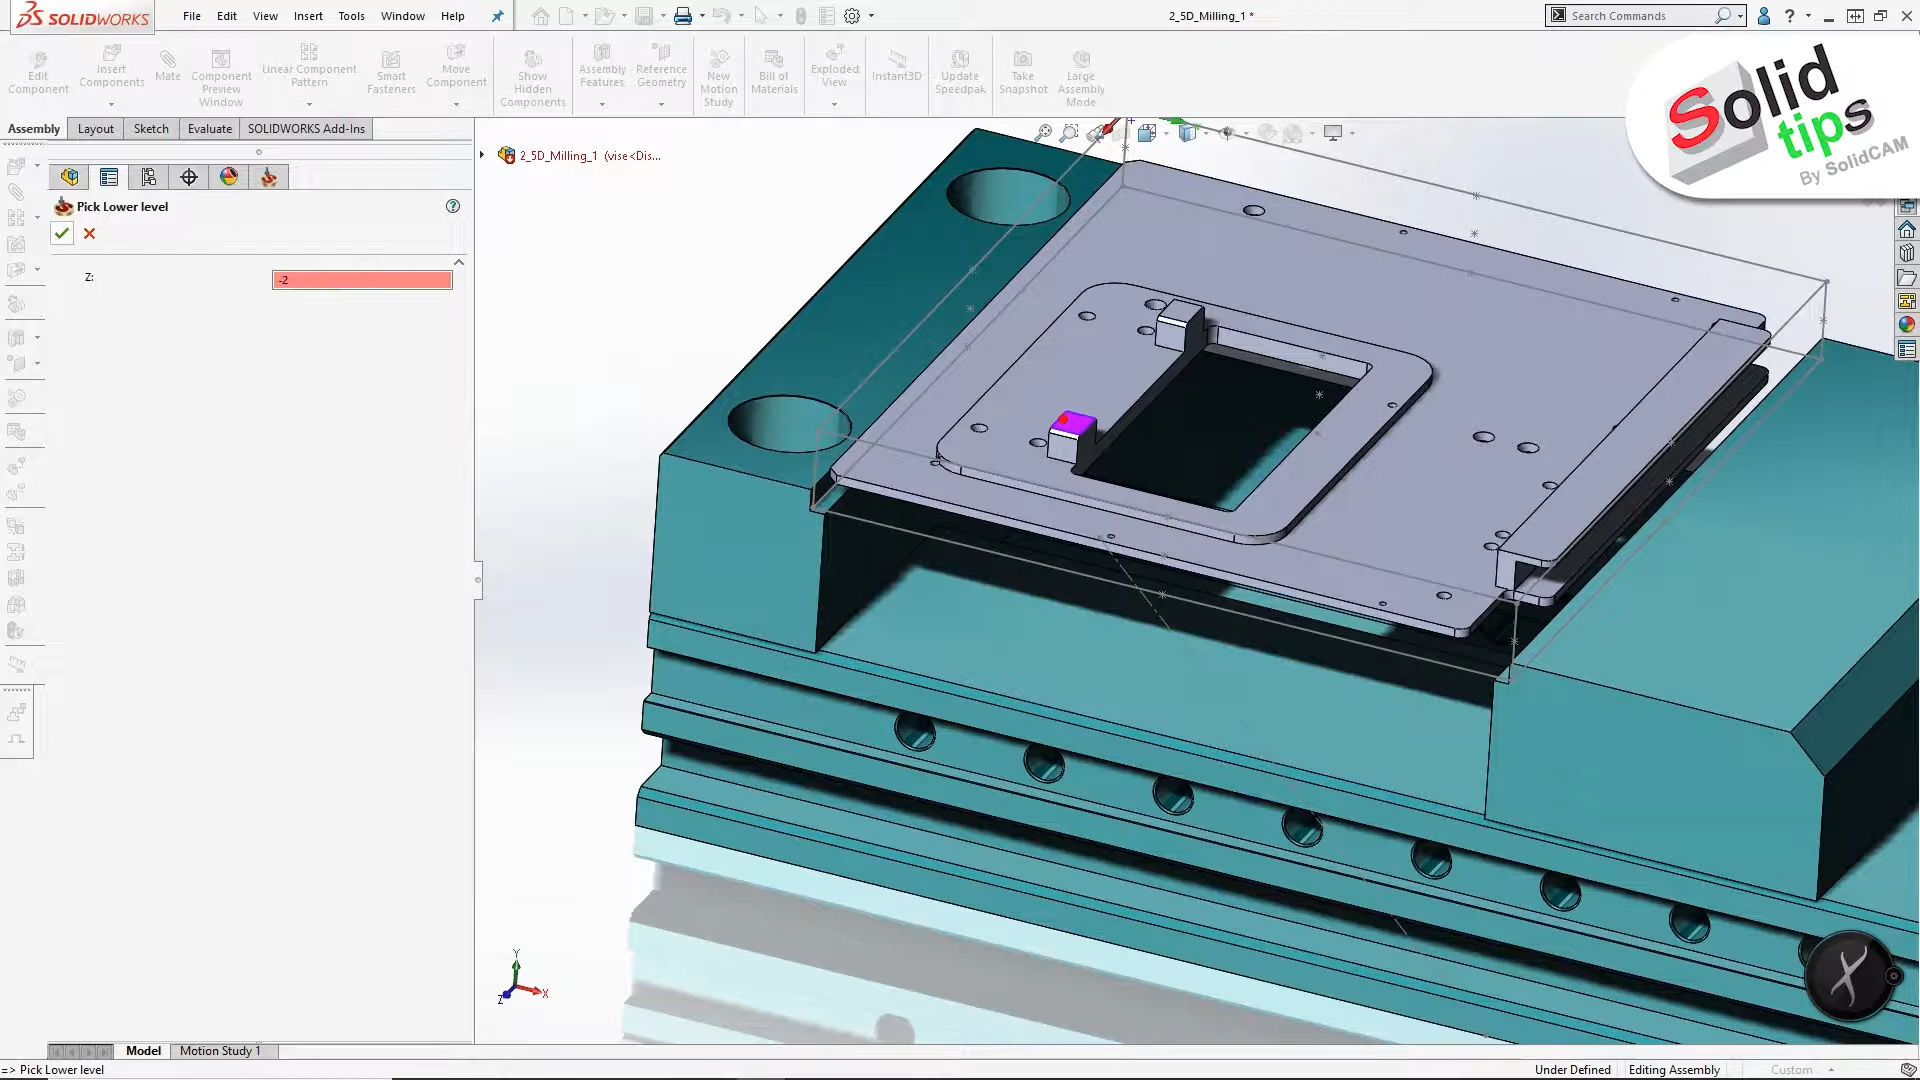 SOLIDWORKS
File Edit View Insert Tools Window Help
2_5D_Milling_1 *
Search Commands
Edit Component
Insert Components
Mate
Component Preview Window
Linear Component Pattern
Smart Fasteners
Move Component
Show Hidden Components
Assembly Features
Reference Geometry
New Motion Study
Bill of Materials
Exploded View
Instant3D
Update Speedpak
Take Snapshot
Large Assembly Mode
Solid
tips
By SolidCAM
Assembly Layout Sketch Evaluate SOLIDWORKS Add-Ins
2_5D_Milling_1 (vise<Dis...
Pick Lower level
Z:
-2
Y
X
Z
Model Motion Study 1
=> Pick Lower level
Under Defined Editing Assembly Custom